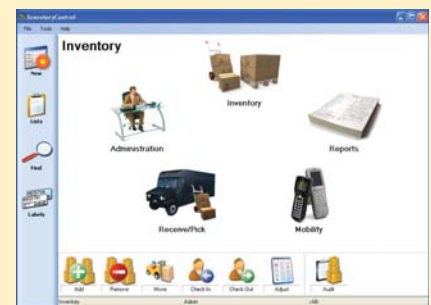 InventoryControl
File Tools Help
Inventory
New
Lists
Find
Labels
Inventory
Administration
Reports
Receive/Pick
Mobility
Add Remove Move Check In Check Out Adjust Audit
Inventory Admin